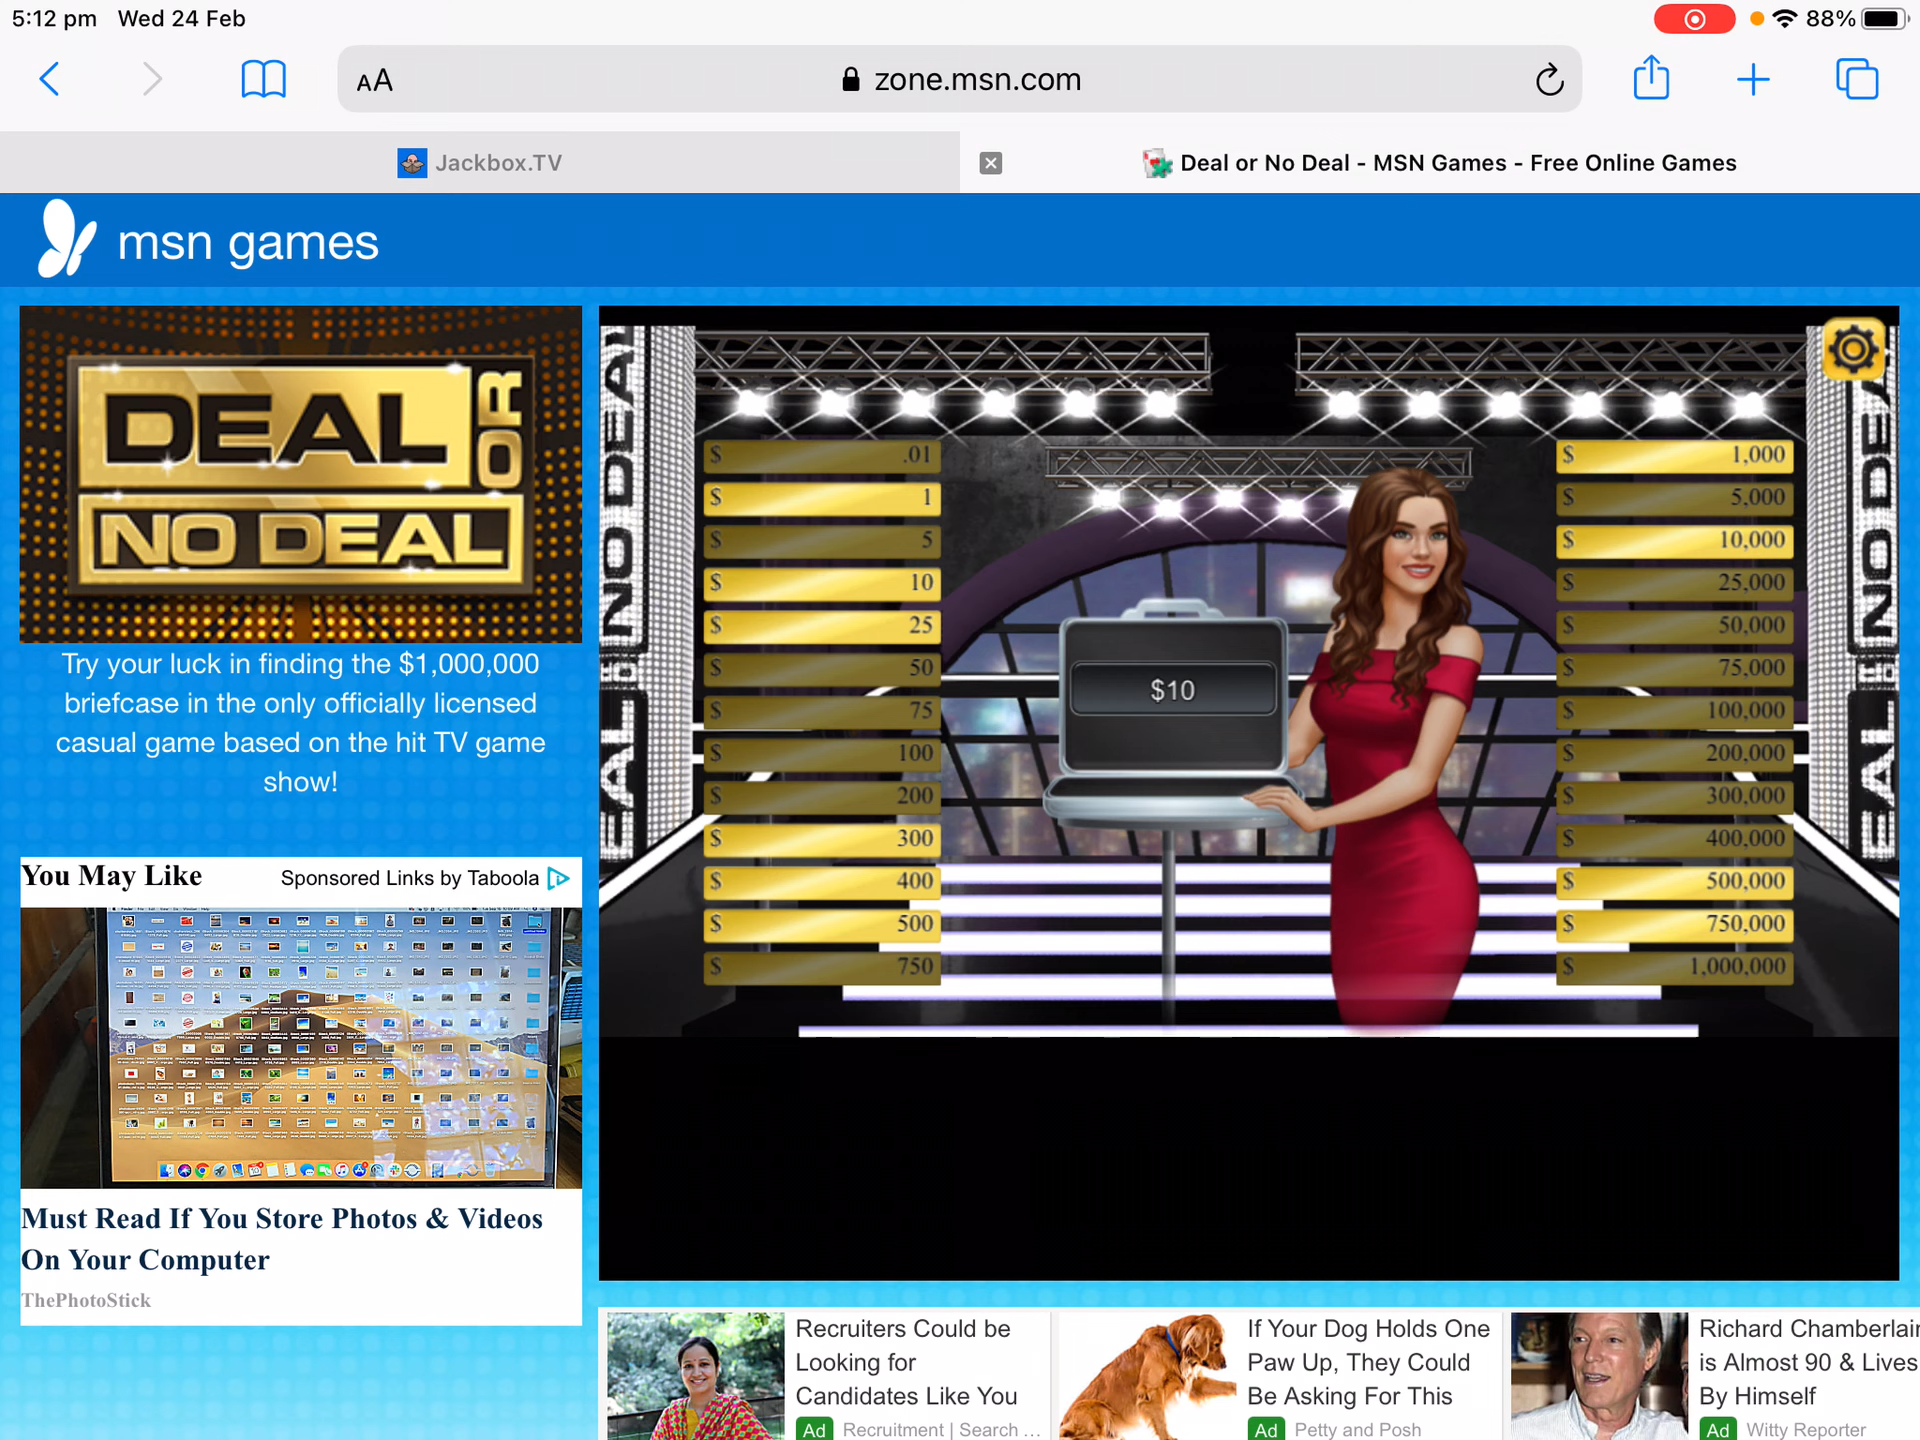 5:12 pm Wed 24 Feb
88%
AA
zone.msn.com
Jackbox.TV
Deal or No Deal - MSN Games - Free Online Games
msn games
DEAL
OR
NO DEAL
Try your luck in finding the $1,000,000
briefcase in the only officially licensed
casual game based on the hit TV game
show!
You May Like
Sponsored Links by Taboola
Must Read If You Store Photos & Videos
On Your Computer
ThePhotoStick
$ .01
$ 1
$ 5
$ 10
$ 25
$ 50
$ 75
$ 100
$ 200
$ 300
$ 400
$ 500
$ 750
$10
$ 1,000
$ 5,000
$ 10,000
$ 25,000
$ 50,000
$ 75,000
$ 100,000
$ 200,000
$ 300,000
$ 400,000
$ 500,000
$ 750,000
$ 1,000,000
NO DEAL
NO DEA
EAL
EAL
Recruiters Could be
Looking for
Candidates Like You
Ad Recruitment | Search ...
If Your Dog Holds One
Paw Up, They Could
Be Asking For This
Ad Petty and Posh
Richard Chamberlain
is Almost 90 & Lives
By Himself
Ad Witty Reporter